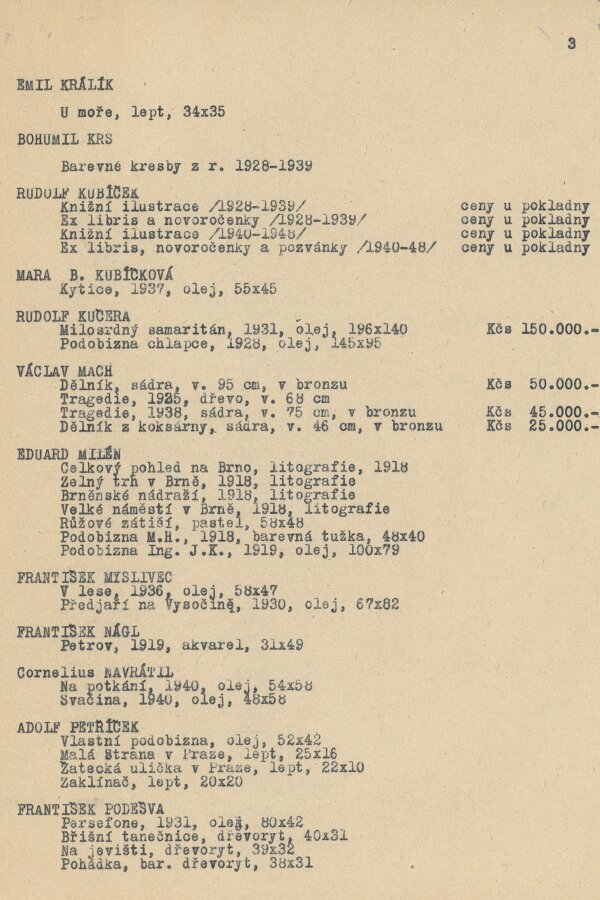 3
EMIL KRÁLÍK
U moře, lept, 34x35
BOHUMIL KRS
Barevné kresby z r. 1928-1939
RUDOLF KUBÍČEK
Knižní ilustrace /1928-1939/ ceny u pokladny
Ex libris a novoročenky /1928-1939/ ceny u pokladny
Knižní ilustrace /1940-1948/ ceny u pokladny
Ex libris, novoročenky a pozvánky /1940-48/ ceny u pokladny
MARA B. KUBÍČKOVÁ
Kytice, 1937, olej, 55x45
RUDOLF KUČERA
Milosrdný samaritán, 1931, olej, 196x140 Kčs 150.000.-
Podobizna chlapce, 1928, olej, 145x95
VÁCLAV MACH
Dělník, sádra, v. 95 cm, v bronzu Kčs 50.000.-
Tragedie, 1925, dřevo, v. 68 cm
Tragedie, 1938, sádra, v. 75 cm, v bronzu Kčs 45.000.-
Dělník z koksárny, sádra, v. 46 cm, v bronzu Kčs 25.000.-
EDUARD MILÉN
Celkový pohled na Brno, litografie, 1918
Zelný trh v Brně, 1918, litografie
Brněnské nádraží, 1918, litografie
Velké náměstí v Brně, 1918, litografie
Růžové zátiší, pastel, 58x48
Podobizna M.H., 1918, barevná tužka, 48x40
Podobizna Ing. J.K., 1919, olej, 100x79
FRANTIŠEK MYSLIVEC
V lese, 1936, olej, 58x47
Předjaří na Vysočině, 1930, olej, 67x82
FRANTIŠEK NÁGL
Petrov, 1919, akvarel, 31x49
Cornelius NAVRÁTIL
Na potkání, 1940, olej, 54x58
Svačina, 1940, olej, 48x58
ADOLF PETŘÍČEK
Vlastní podobizna, olej, 52x42
Malá Strana v Praze, lept, 25x16
Žatecká ulička v Praze, lept, 22x10
Zaklínač, lept, 20x20
FRANTIŠEK PODEŠVA
Persefone, 1931, olej, 80x42
Břišní tanečnice, dřevoryt, 40x31
Na jevišti, dřevoryt, 39x32
Pohádka, bar. dřevoryt, 38x31